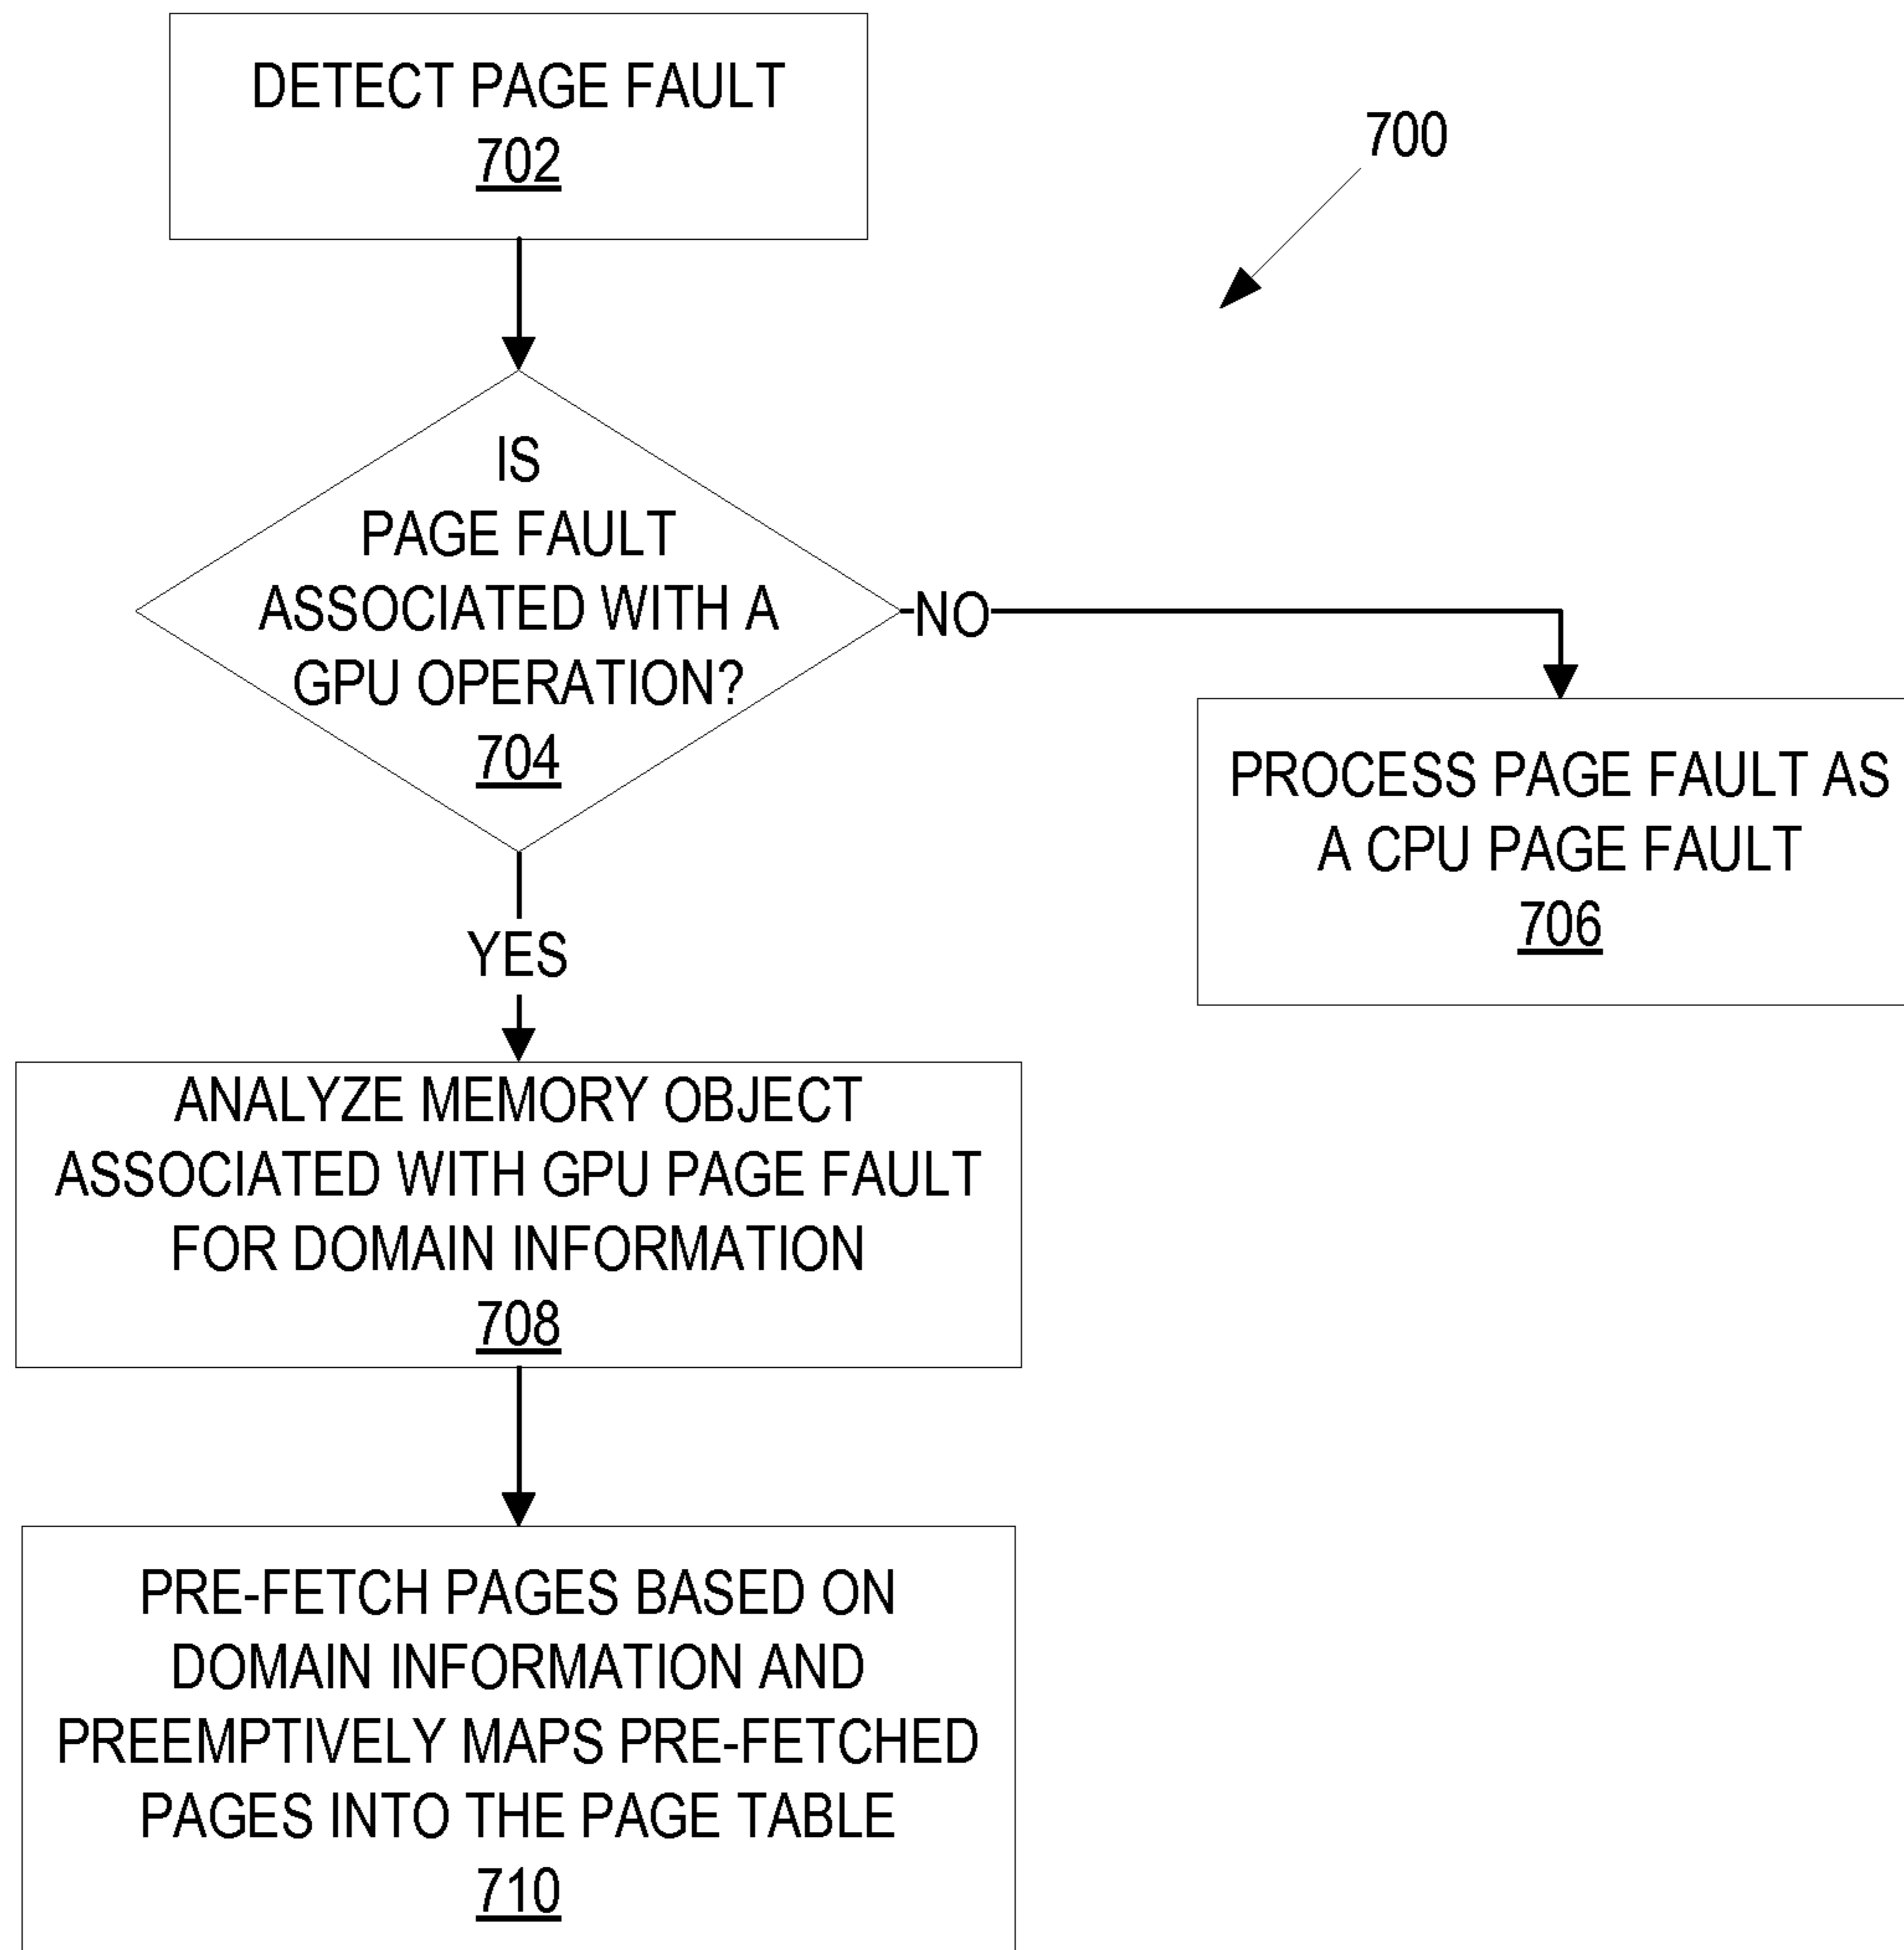 DETECT PAGE FAULT
702
700
IS
PAGE FAULT
ASSOCIATED WITH A
GPU OPERATION?
704
NO
PROCESS PAGE FAULT AS
A CPU PAGE FAULT
706
YES
ANALYZE MEMORY OBJECT
ASSOCIATED WITH GPU PAGE FAULT
FOR DOMAIN INFORMATION
708
PRE-FETCH PAGES BASED ON
DOMAIN INFORMATION AND
PREEMPTIVELY MAPS PRE-FETCHED
PAGES INTO THE PAGE TABLE
710